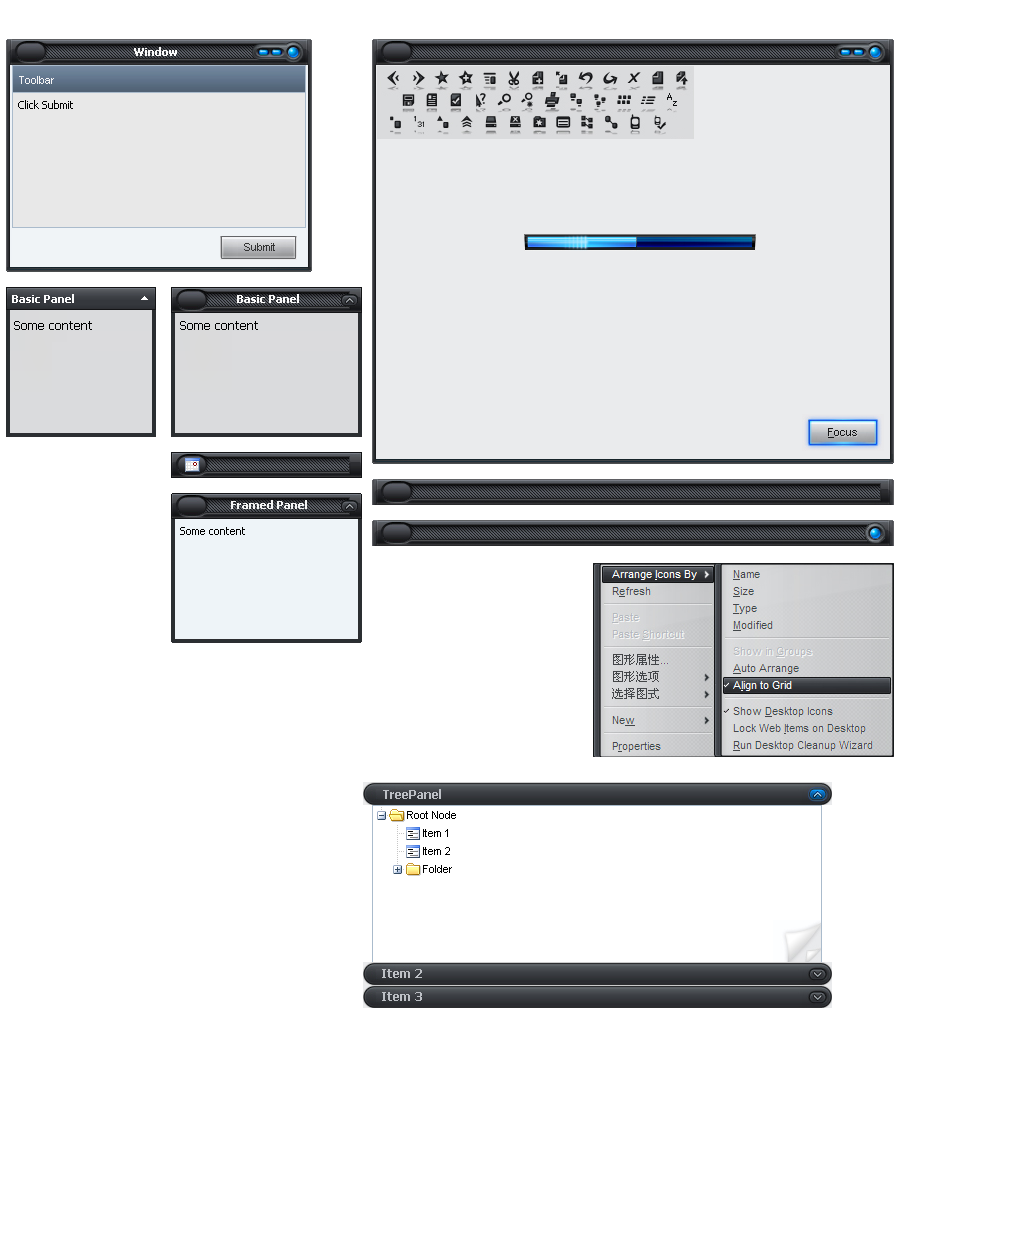 Window
Toolbar
Click Submit
Submit
Basic Panel
Some content
Basic Panel
Some content
Framed Panel
Some content
31
A
Z
Focus
Arrange Icons By
Refresh
Paste
Paste Shortcut
图形属性...
图形选项
选择图式
New
Properties
Name
Size
Type
Modified
Show in Groups
Auto Arrange
Align to Grid
Show Desktop Icons
Lock Web Items on Desktop
Run Desktop Cleanup Wizard
TreePanel
Root Node
Item 1
Item 2
Folder
Item 2
Item 3